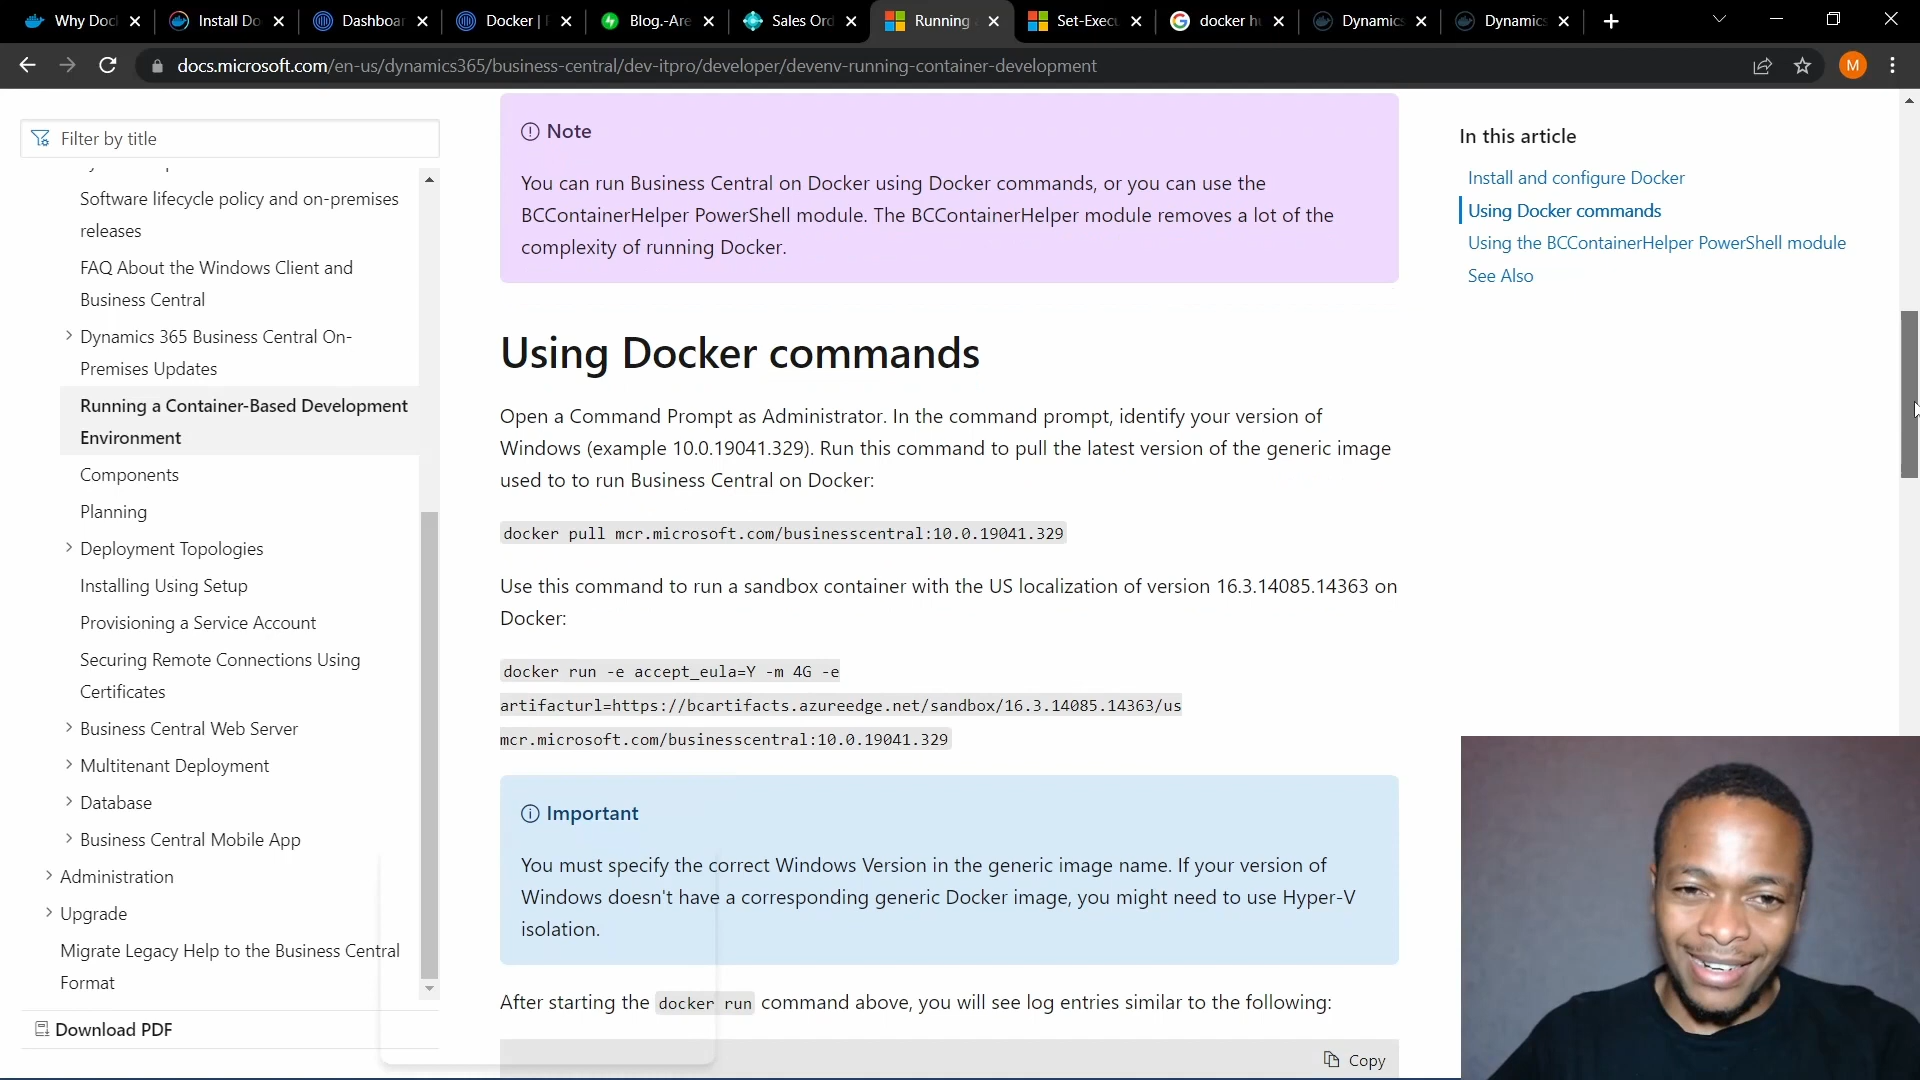 Why Doc
Install Do
Dashboar
Docker |
Blog.-Are
Sales Ord
Running
Set-Execu
docker hu
Dynamics
Dynamics
docs.microsoft.com/en-us/dynamics365/business-central/dev-itpro/developer/devenv-running-container-development
M
Filter by title
Software lifecycle policy and on-premises
releases
FAQ About the Windows Client and
Business Central
Dynamics 365 Business Central On-
Premises Updates
Running a Container-Based Development
Environment
Components
Planning
Deployment Topologies
Installing Using Setup
Provisioning a Service Account
Securing Remote Connections Using
Certificates
Business Central Web Server
Multitenant Deployment
Database
Business Central Mobile App
Administration
Upgrade
Migrate Legacy Help to the Business Central
Format
Download PDF
Note
You can run Business Central on Docker using Docker commands, or you can use the
BCContainerHelper PowerShell module. The BCContainerHelper module removes a lot of the
complexity of running Docker.
Using Docker commands
Open a Command Prompt as Administrator. In the command prompt, identify your version of
Windows (example 10.0.19041.329). Run this command to pull the latest version of the generic image
used to to run Business Central on Docker:
docker pull mcr.microsoft.com/businesscentral:10.0.19041.329
Use this command to run a sandbox container with the US localization of version 16.3.14085.14363 on
Docker:
docker run -e accept_eula=Y -m 4G -e
artifacturl=https://bcartifacts.azureedge.net/sandbox/16.3.14085.14363/us
mcr.microsoft.com/businesscentral:10.0.19041.329
Important
You must specify the correct Windows Version in the generic image name. If your version of
Windows doesn't have a corresponding generic Docker image, you might need to use Hyper-V
isolation.
After starting the docker run command above, you will see log entries similar to the following:
Copy
In this article
Install and configure Docker
Using Docker commands
Using the BCContainerHelper PowerShell module
See Also